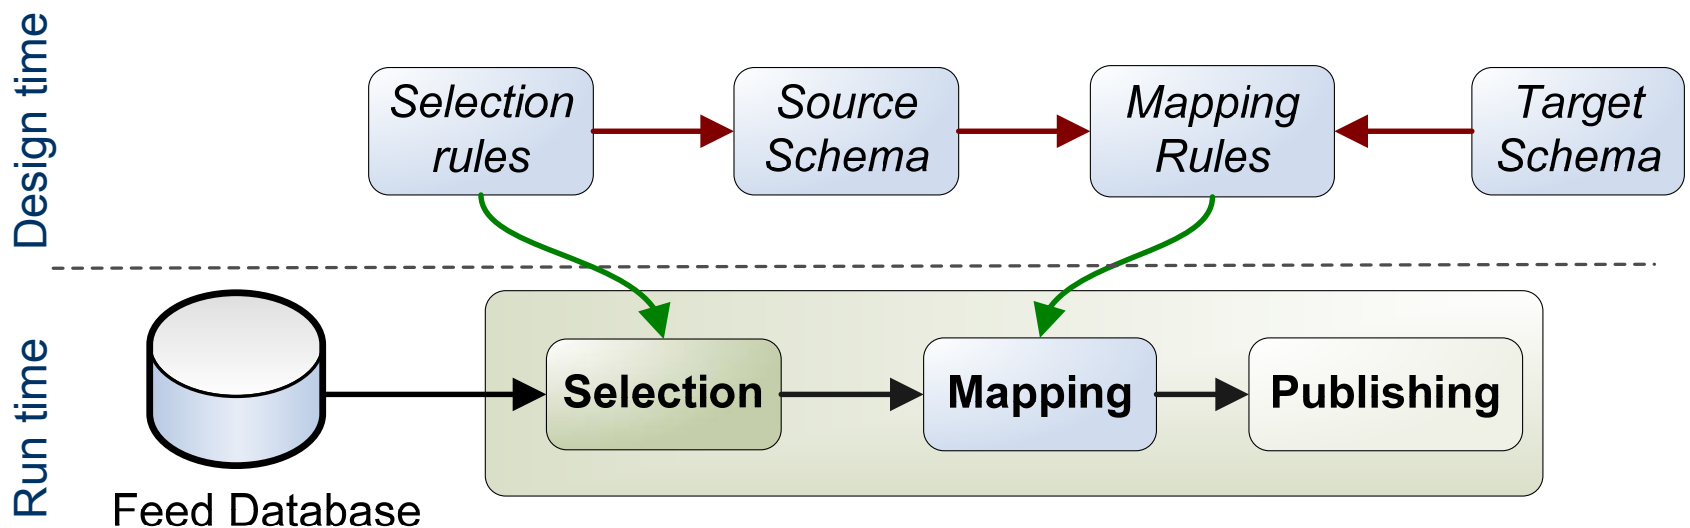 Design time
Selection
rules
Source
Schema
Mapping
Rules
Target
Schema
Run time
Selection
Mapping
Publishing
Feed Database